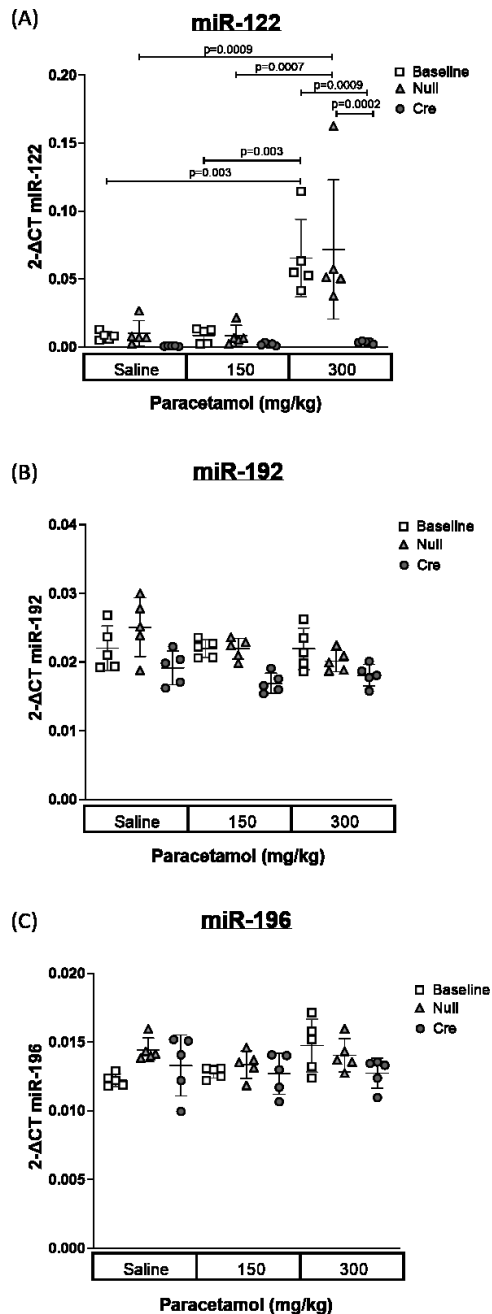 (A)
miR-122
p=0.0009
p=0.0007
p=0.0009
p=0.0002
p=0.003
p=0.003
Baseline
Null
Cre
0.20
0.15
0.10
0.05
0.00
2-ΔCT miR-122
Saline 150 300
Paracetamol (mg/kg)
(B)
miR-192
Baseline
Null
Cre
0.04
0.03
0.02
0.01
0.00
2-ΔCT miR-192
Saline 150 300
Paracetamol (mg/kg)
(C)
miR-196
Baseline
Null
Cre
0.020
0.015
0.010
0.005
0.000
2-ΔCT miR-196
Saline 150 300
Paracetamol (mg/kg)